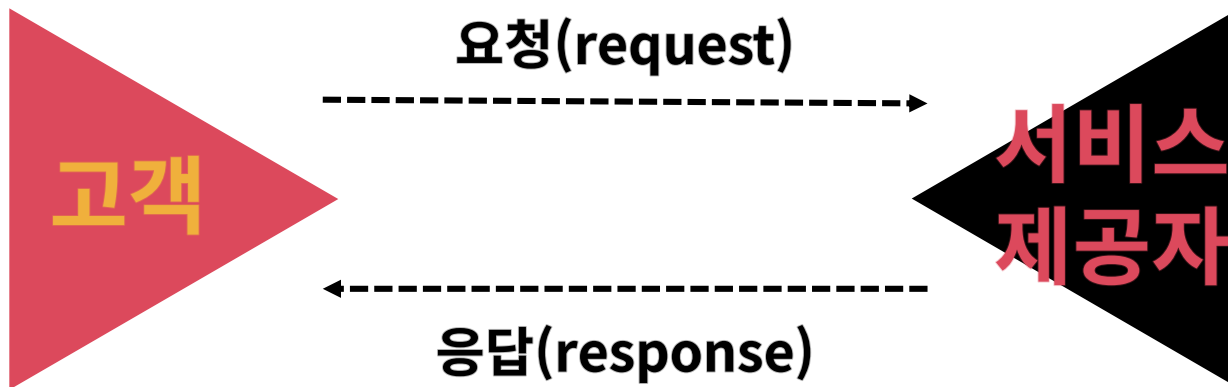 요청(request)
고객
서비스
제공자
응답(response)